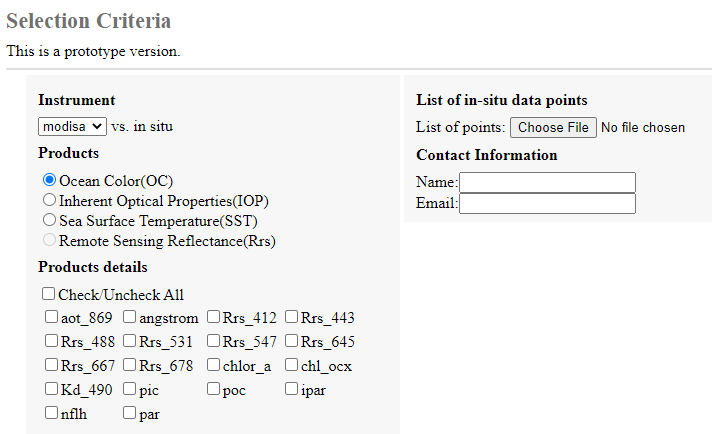 Selection Criteria
This is a prototype version.
Instrument
modisa vs. in situ
Products
Ocean Color(OC)
Inherent Optical Properties(IOP)
Sea Surface Temperature(SST)
Remote Sensing Reflectance(Rrs)
Products details
Check/Uncheck All
aot_869 angstrom Rrs_412 Rrs_443
Rrs_488 Rrs_531 Rrs_547 Rrs_645
Rrs_667 Rrs_678 chlor_a chl_ocx
Kd_490 pic poc ipar
nflh par
List of in-situ data points
List of points: Choose File No file chosen
Contact Information
Name:
Email: